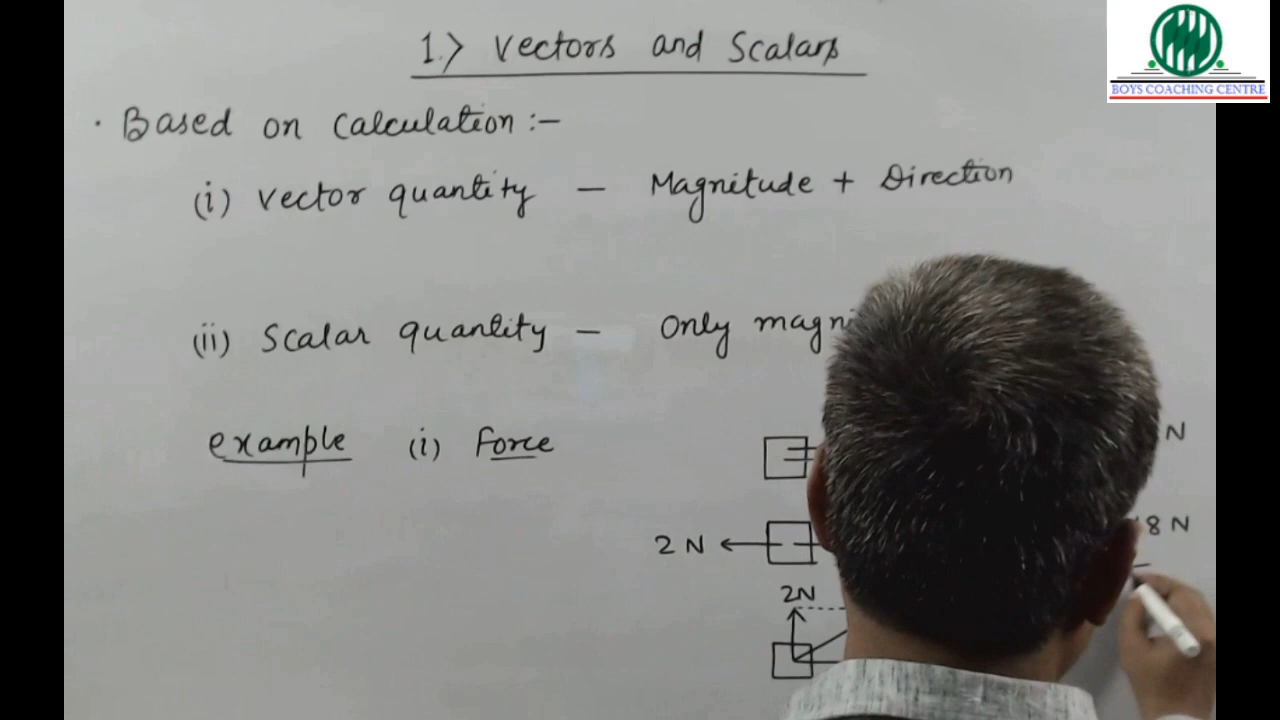 1.> Vectors and Scalars
BOYS COACHING CENTRE
· Based on Calculation :-
(i) Vector quantity - Magnitude + Direction
(ii) Scalar quantity - Only
example (i) Force
N
2 N
8 N
2N